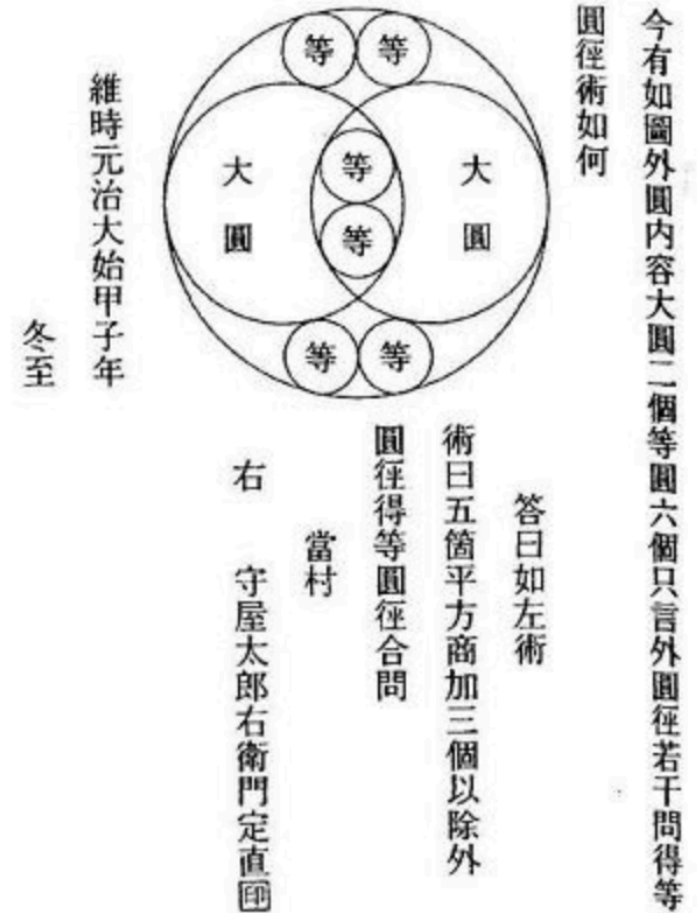 今有如圖外圓内容大圓二個等圓六個只言外圓徑若干問得等
圓徑術如何
等
等
等
等
等
等
大圓
大圓
答曰如左術
術曰五箇平方商加三個以除外
圓徑得等圓徑合問
當村
右 守屋太郎右衛門定直印
維時元治大始甲子年
冬至